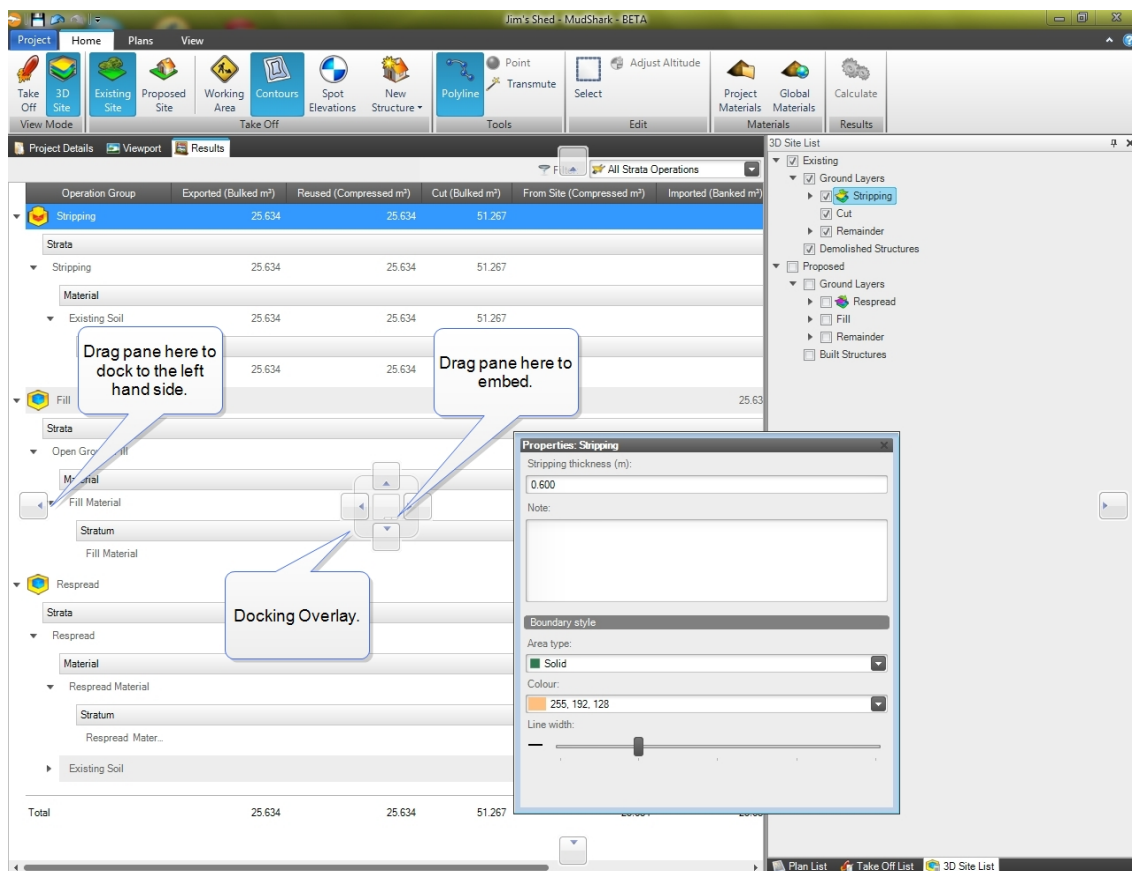 Jim's Shed - MudShark - BETA
Project Home Plans View
Take Off 3D Site Existing Site Proposed Site Working Area Contours Spot Elevations New Structure Polyline Point Transmute Select Adjust Altitude Project Materials Global Materials Calculate
View Mode Take Off Tools Edit Materials Results
Project Details Viewport Results
All Strata Operations
Operation Group Exported (Bulked m³) Reused (Compressed m³) Cut (Bulked m³) From Site (Compressed m³) Imported (Banked m³)
Stripping 25.634 25.634 51.267
Strata
Stripping 25.634 25.634 51.267
Material
Existing Soil 25.634 25.634 51.267
25.634 25.634
Drag pane here to
dock to the left
hand side.
Drag pane here to
embed.
Fill 25.63
Strata
Material
Fill Material
Stratum
Fill Material
Docking Overlay.
Respread
Strata
Respread
Material
Respread Material
Stratum
Respread Mater...
Existing Soil
Total 25.634 25.634 51.267
Properties: Stripping
Stripping thickness (m):
0.600
Note:
Boundary style
Area type:
Solid
Colour:
255, 192, 128
Line width:
3D Site List
Existing
Ground Layers
Stripping
Cut
Remainder
Demolished Structures
Proposed
Ground Layers
Respread
Fill
Remainder
Built Structures
Plan List Take Off List 3D Site List